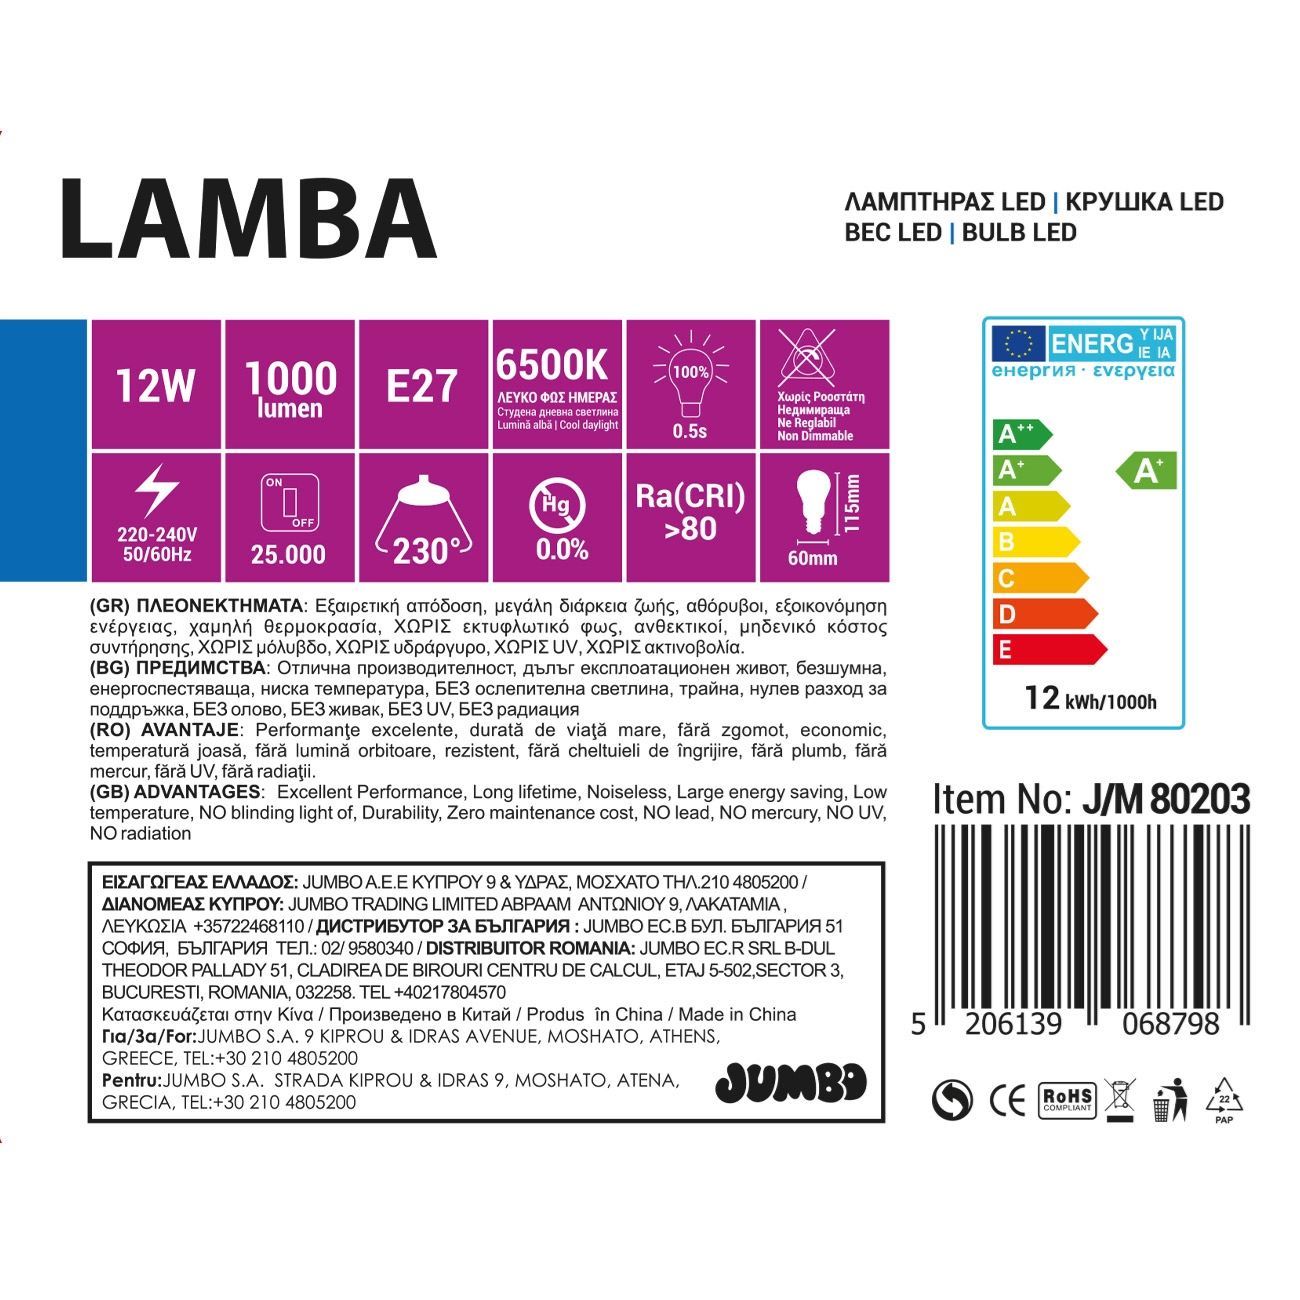 LAMBA
ΛΑΜΠΤΗΡΑΣ LED | КРУШКА LED
BEC LED | BULB LED
12W
1000
lumen
E27
6500K
ΛΕΥΚΟ ΦΩΣ ΗΜΕΡΑΣ
Студена дневна светлина
Lumină albă | Cool daylight
100%
0.5s
Χωρίς Ροοστάτη
Недимираща
Ne Reglabil
Non Dimmable
220-240V
50/60Hz
ON
OFF
25.000
230°
Hg
0.0%
Ra(CRI)
>80
115mm
60mm
ENERG Y IJA
IE IA
енергия · ενεργεια
A++
A+
A+
A
B
C
D
E
12 kWh/1000h
(GR) ΠΛΕΟΝΕΚΤΗΜΑΤΑ: Εξαιρετική απόδοση, μεγάλη διάρκεια ζωής, αθόρυβοι, εξοικονόμηση
ενέργειας, χαμηλή θερμοκρασία, ΧΩΡΙΣ εκτυφλωτικό φως, ανθεκτικοί, μηδενικό κόστος
συντήρησης, ΧΩΡΙΣ μόλυβδο, ΧΩΡΙΣ υδράργυρο, ΧΩΡΙΣ UV, ΧΩΡΙΣ ακτινοβολία.
(BG) ПРЕДИМСТВА: Отлична производителност, дълъг експлоатационен живот, безшумна,
енергоспестяваща, ниска температура, БЕЗ ослепителна светлина, трайна, нулев разход за
поддръжка, БЕЗ олово, БЕЗ живак, БЕЗ UV, БЕЗ радиация
(RO) AVANTAJE: Performanţe excelente, durată de viaţă mare, fără zgomot, economic,
temperatură joasă, fără lumină orbitoare, rezistent, fără cheltuieli de îngrijire, fără plumb, fără
mercur, fără UV, fără radiaţii.
(GB) ADVANTAGES: Excellent Performance, Long lifetime, Noiseless, Large energy saving, Low
temperature, NO blinding light of, Durability, Zero maintenance cost, NO lead, NO mercury, NO UV,
NO radiation
ΕΙΣΑΓΩΓΕΑΣ ΕΛΛΑΔΟΣ: JUMBO A.E.E ΚΥΠΡΟΥ 9 & ΥΔΡΑΣ, ΜΟΣΧΑΤΟ ΤΗΛ.210 4805200 /
ΔΙΑΝΟΜΕΑΣ ΚΥΠΡΟΥ: JUMBO TRADING LIMITED ΑΒΡΑΑΜ ΑΝΤΩΝΙΟΥ 9, ΛΑΚΑΤΑΜΙΑ ,
ΛΕΥΚΩΣΙΑ +35722468110 / ДИСТРИБУТОР ЗА БЪЛГАРИЯ : JUMBO EC.B БУЛ. БЪЛГАРИЯ 51
СОФИЯ, БЪЛГАРИЯ ТЕЛ.: 02/ 9580340 / DISTRIBUITOR ROMANIA: JUMBO EC.R SRL B-DUL
THEODOR PALLADY 51, CLADIREA DE BIROURI CENTRU DE CALCUL, ETAJ 5-502,SECTOR 3,
BUCURESTI, ROMANIA, 032258. TEL +40217804570
Κατασκευάζεται στην Κίνα / Произведено в Китай / Produs în China / Made in China
Για/За/For:JUMBO S.A. 9 KIPROU & IDRAS AVENUE, MOSHATO, ATHENS,
GREECE, TEL:+30 210 4805200
Pentru:JUMBO S.A. STRADA KIPROU & IDRAS 9, MOSHATO, ATENA,
GRECIA, TEL:+30 210 4805200
JUMBO
Item No: J/M 80203
5 206139 068798
CE
RoHS
COMPLIANT
22
PAP